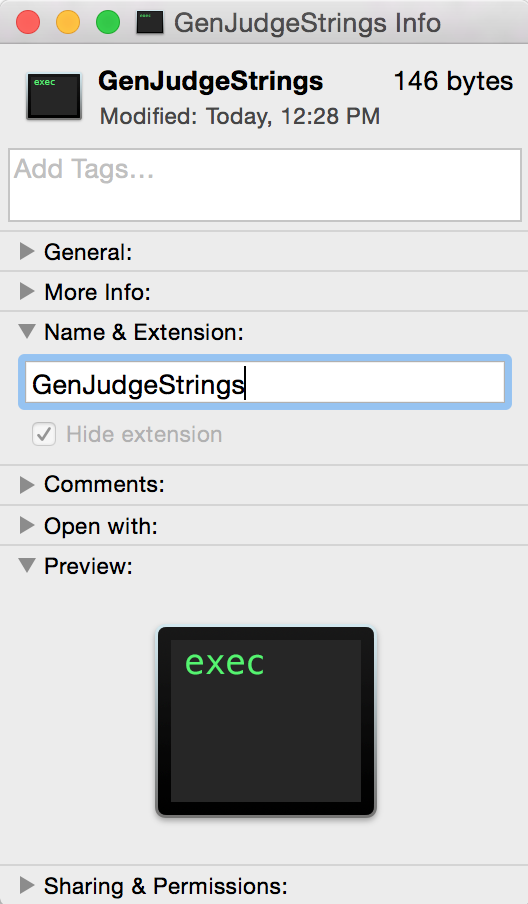 GenJudgeStrings Info
exec
GenJudgeStrings 146 bytes
Modified: Today, 12:28 PM
Add Tags...
General:
More Info:
Name & Extension:
GenJudgeStrings
Hide extension
Comments:
Open with:
Preview:
exec
Sharing & Permissions: